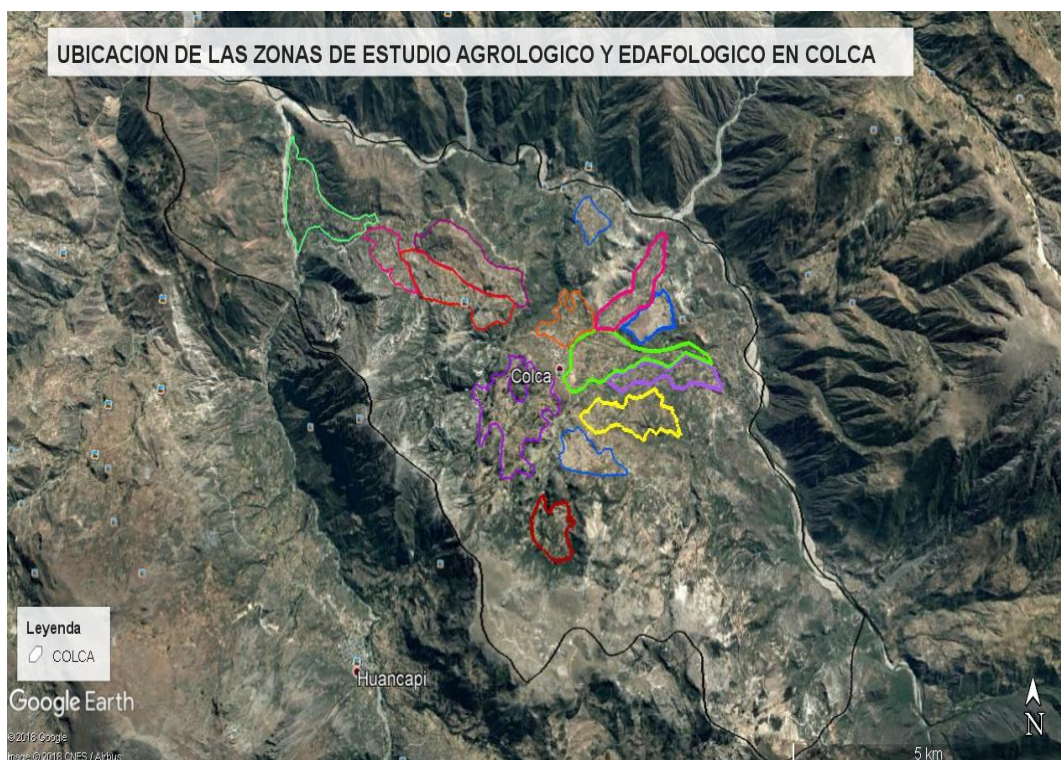 UBICACION DE LAS ZONAS DE ESTUDIO AGROLOGICO Y EDAFOLOGICO EN COLCA
Colca
Leyenda
COLCA
Huancapi
Google Earth
N
©2018 Google
Image © 2018 CNES / Airbus
5 km